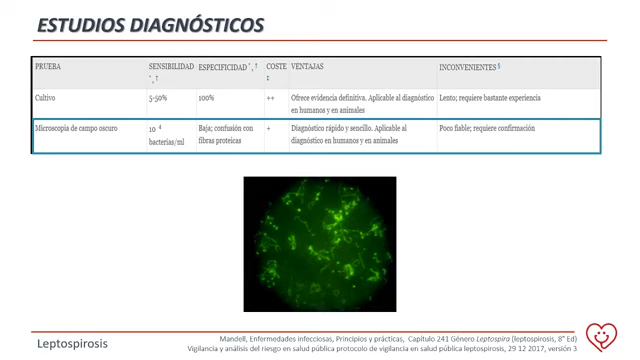 ESTUDIOS DIAGNÓSTICOS
PRUEBA SENSIBILIDAD *, † ESPECIFICIDAD *, † COSTE ‡ VENTAJAS INCONVENIENTES §
Cultivo 5-50% 100% ++ Ofrece evidencia definitiva. Aplicable al diagnóstico en humanos y en animales Lento; requiere bastante experiencia
Microscopia de campo oscuro 10 4 bacterias/ml Baja; confusión con fibras proteicas + Diagnóstico rápido y sencillo. Aplicable al diagnóstico en humanos y en animales Poco fiable; requiere confirmación
Leptospirosis
Mandell, Enfermedades infecciosas, Principios y prácticas, Capítulo 241 Género Leptospira (leptospirosis, 8° Ed)
Vigilancia y análisis del riesgo en salud pública protocolo de vigilancia en salud pública leptospirosis, 29 12 2017, versión 3